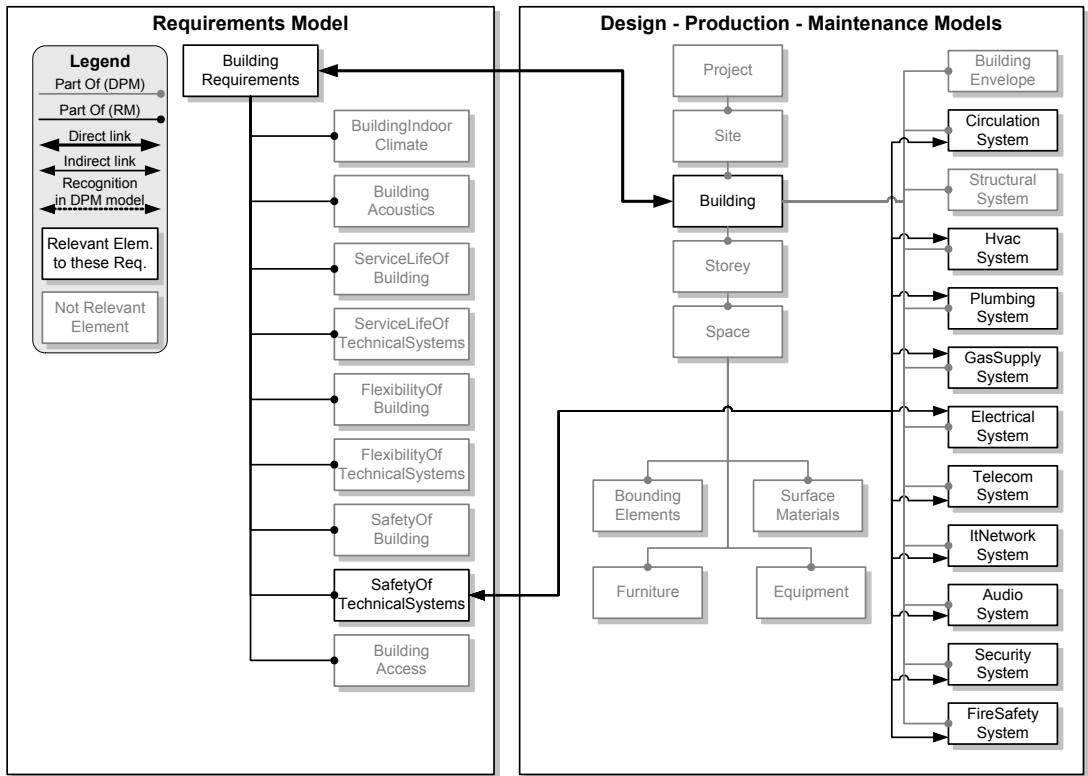 Requirements Model
Legend
Part Of (DPM)
Part Of (RM)
Direct link
Indirect link
Recognition
in DPM model
Relevant Elem.
to these Req.
Not Relevant
Element
Building
Requirements
BuildingIndoor
Climate
Building
Acoustics
ServiceLifeOf
Building
ServiceLifeOf
TechnicalSystems
FlexibilityOf
Building
FlexibilityOf
TechnicalSystems
SafetyOf
Building
SafetyOf
TechnicalSystems
Building
Access
Design - Production - Maintenance Models
Project
Site
Building
Storey
Space
Bounding
Elements
Surface
Materials
Furniture
Equipment
Building
Envelope
Circulation
System
Structural
System
Hvac
System
Plumbing
System
GasSupply
System
Electrical
System
Telecom
System
ItNetwork
System
Audio
System
Security
System
FireSafety
System